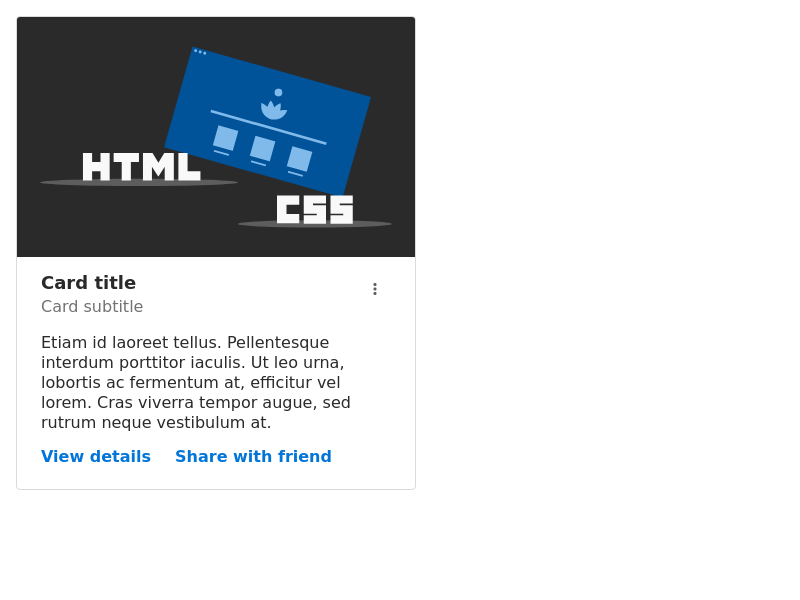 HTML
CSS
Card title
Card subtitle
Etiam id laoreet tellus. Pellentesque
interdum porttitor iaculis. Ut leo urna,
lobortis ac fermentum at, efficitur vel
lorem. Cras viverra tempor augue, sed
rutrum neque vestibulum at.
View details Share with friend